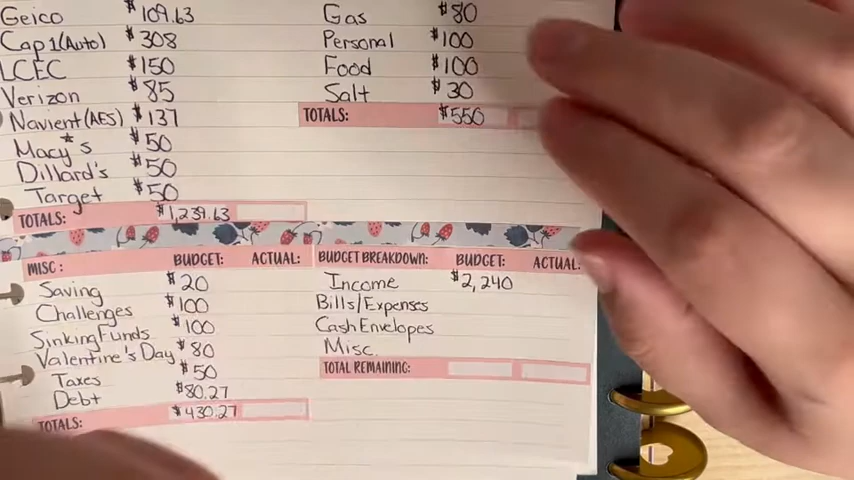 Geico $109.63
Cap1(Auto) $308
LCEC $150
Verizon $85
Navient(AES) $137
Macy*s $50
Dillard's $50
Target $50
TOTALS: $1,239.63
Gas $80
Personal $100
Food $100
Salt $30
TOTALS: $550
MISC: BUDGET: ACTUAL:
Saving $20
Challenges $100
Sinking Funds $100
Valentine's Day $80
Taxes $50
Debt $80.27
TOTALS: $430.27
BUDGET BREAKDOWN: BUDGET: ACTUAL:
Income $2,240
Bills/Expenses
Cash Envelopes
Misc.
TOTAL REMAINING: